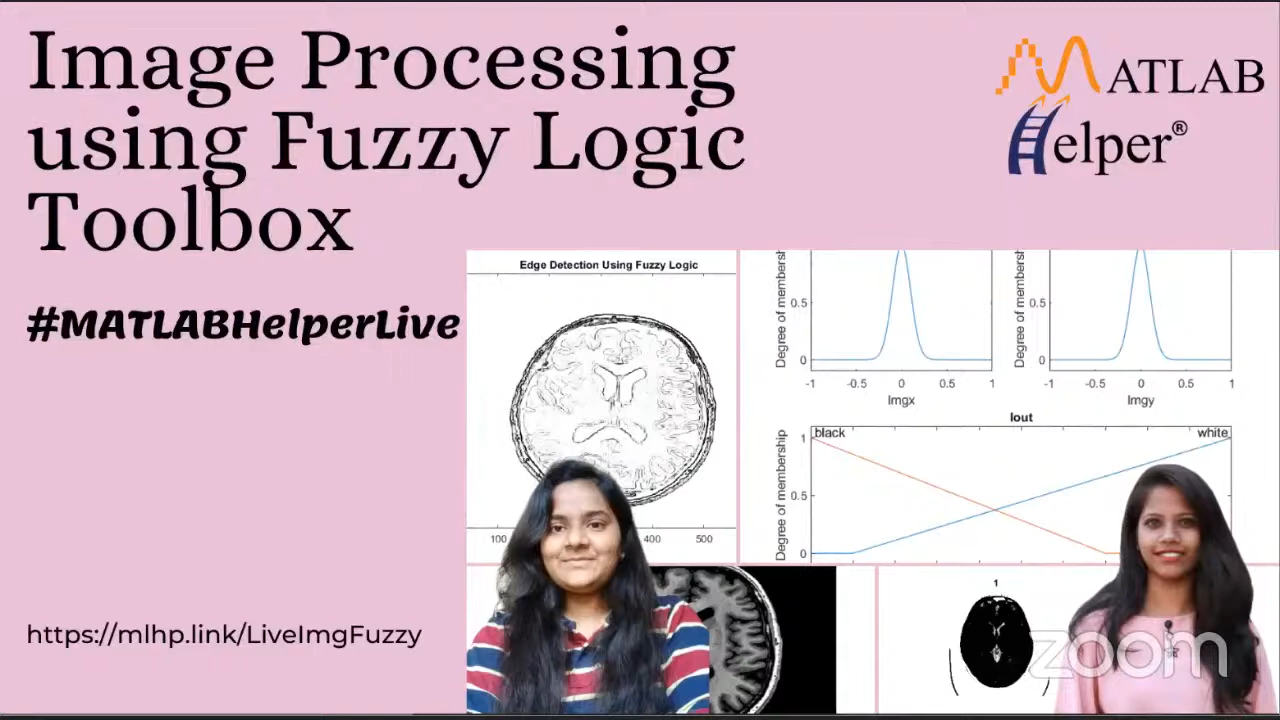 Image Processing
using Fuzzy Logic
Toolbox
MATLAB
Helper®
#MATLABHelperLive
https://mlhp.link/LiveImgFuzzy
Edge Detection Using Fuzzy Logic
100
400
500
Degree of membership
0.5
0
-1 -0.5 0 0.5 1
Imgx
Degree of membership
0.5
0
-1 -0.5 0 0.5 1
Imgy
Iout
Degree of membership
1
0.5
0
black
white
1
zoom